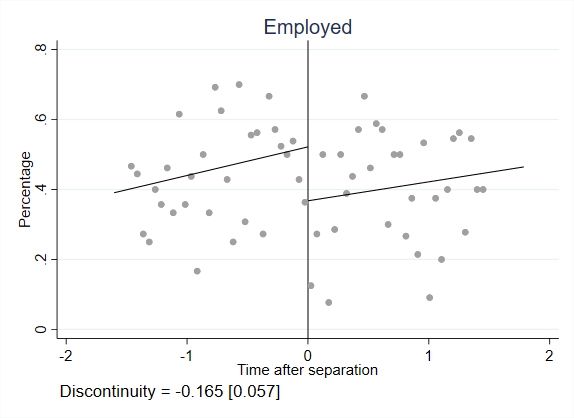 Employed
Percentage
.8
.6
.4
.2
0
-2
-1
0
1
2
Time after separation
Discontinuity = -0.165 [0.057]